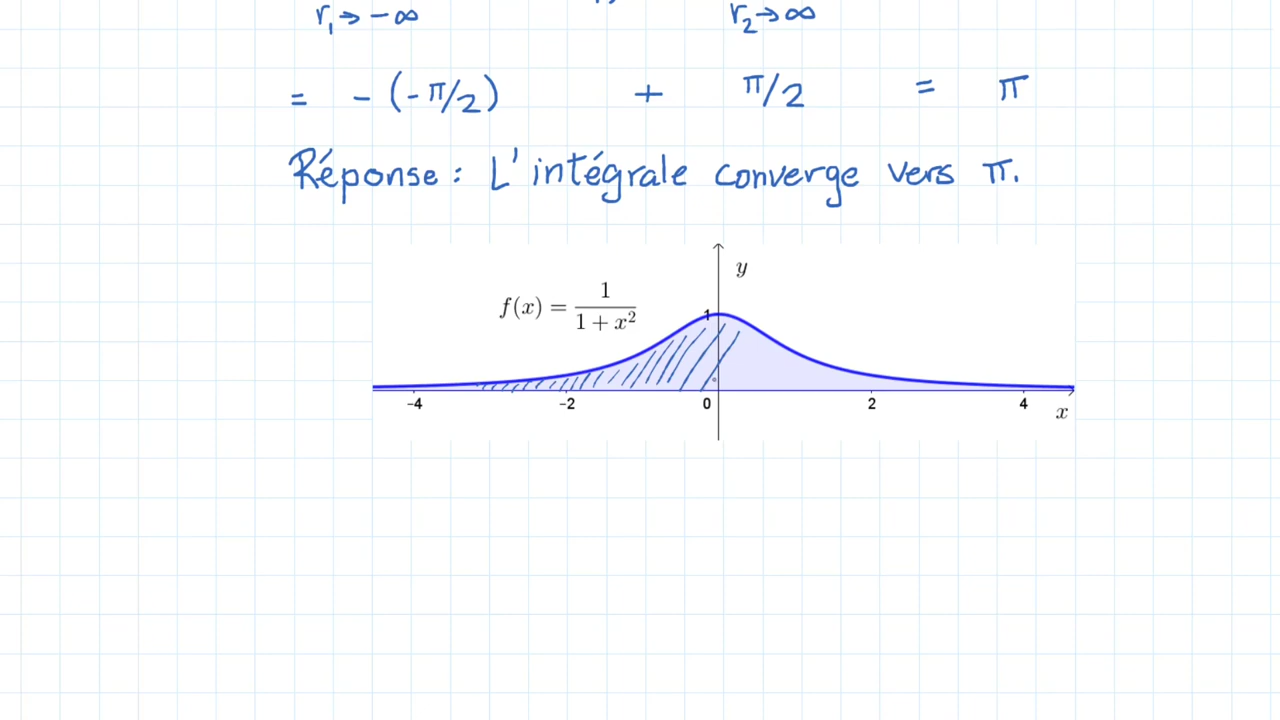 r₁ → -∞ r₂ → ∞
= - (-π/2) + π/2 = π
Réponse : L'intégrale converge vers π.
y
f(x) = 1/(1 + x²)
1
-4 -2 0 2 4
x